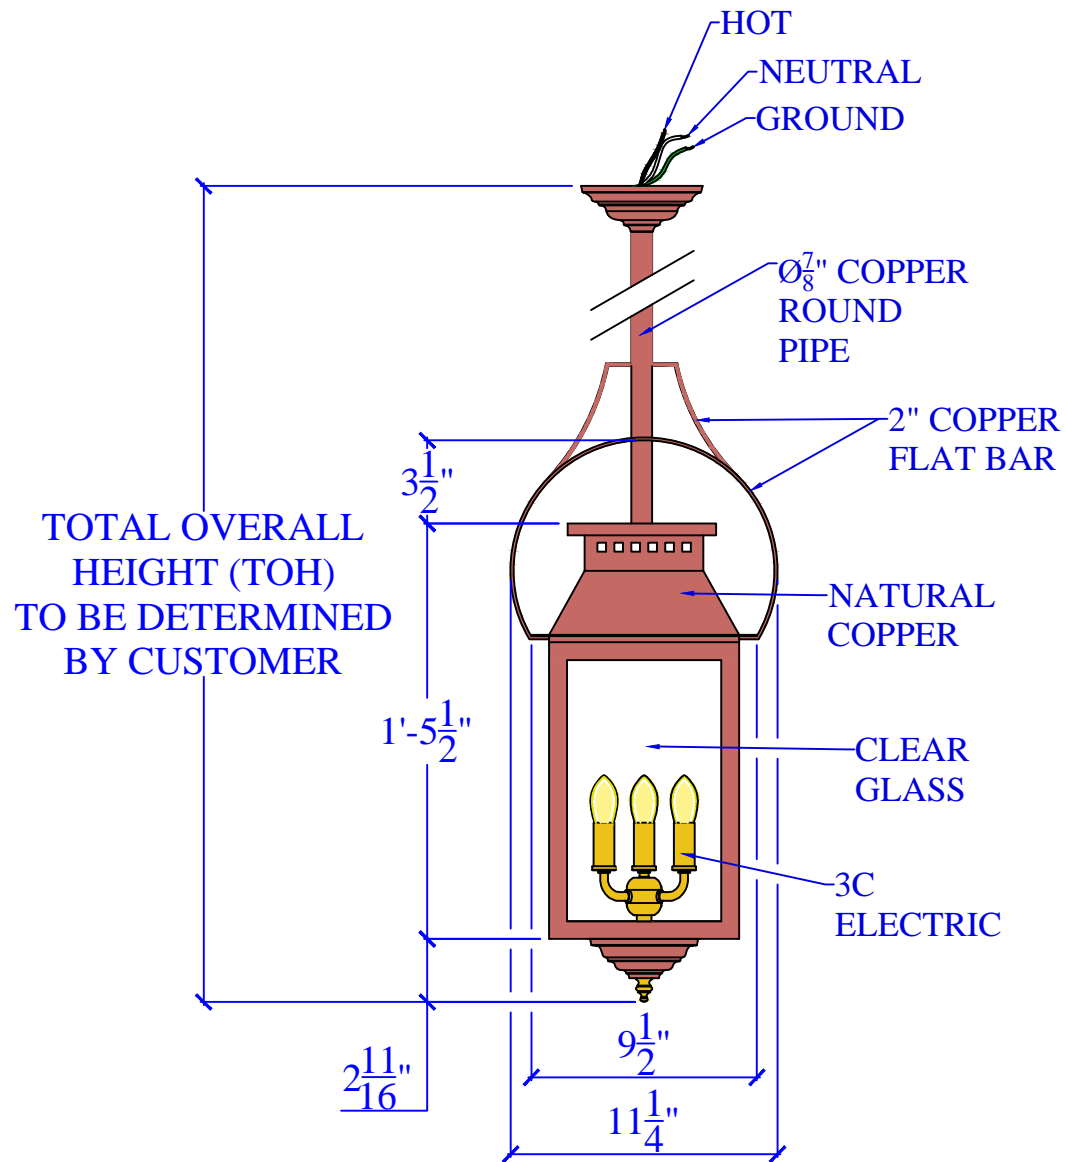 HOT
NEUTRAL
GROUND
Ø7/8" COPPER
ROUND
PIPE
2" COPPER
FLAT BAR
3 1/2"
TOTAL OVERALL
HEIGHT (TOH)
TO BE DETERMINED
BY CUSTOMER
NATURAL
COPPER
1'-5 1/2"
CLEAR
GLASS
3C
ELECTRIC
9 1/2"
2 11/16"
11 1/4"